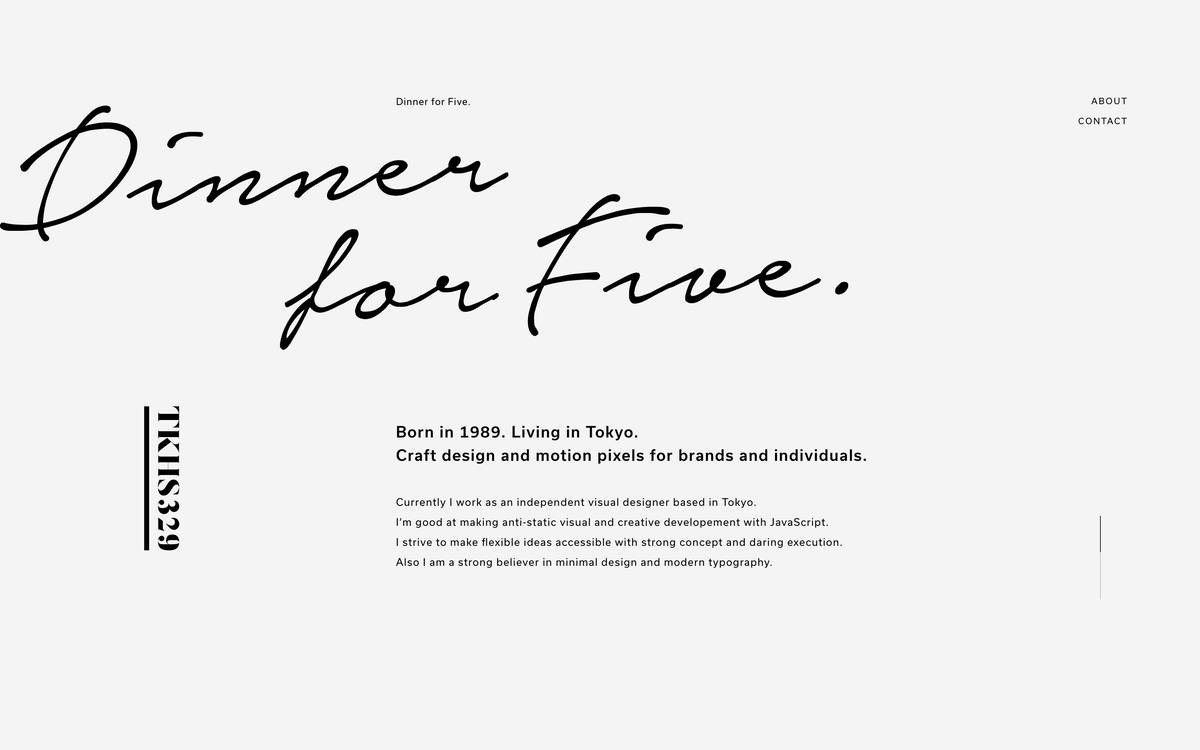 Dinner for Five.
ABOUT
CONTACT
Dinner
for Five.
TKHS329
Born in 1989. Living in Tokyo.
Craft design and motion pixels for brands and individuals.
Currently I work as an independent visual designer based in Tokyo.
I'm good at making anti-static visual and creative developement with JavaScript.
I strive to make flexible ideas accessible with strong concept and daring execution.
Also I am a strong believer in minimal design and modern typography.